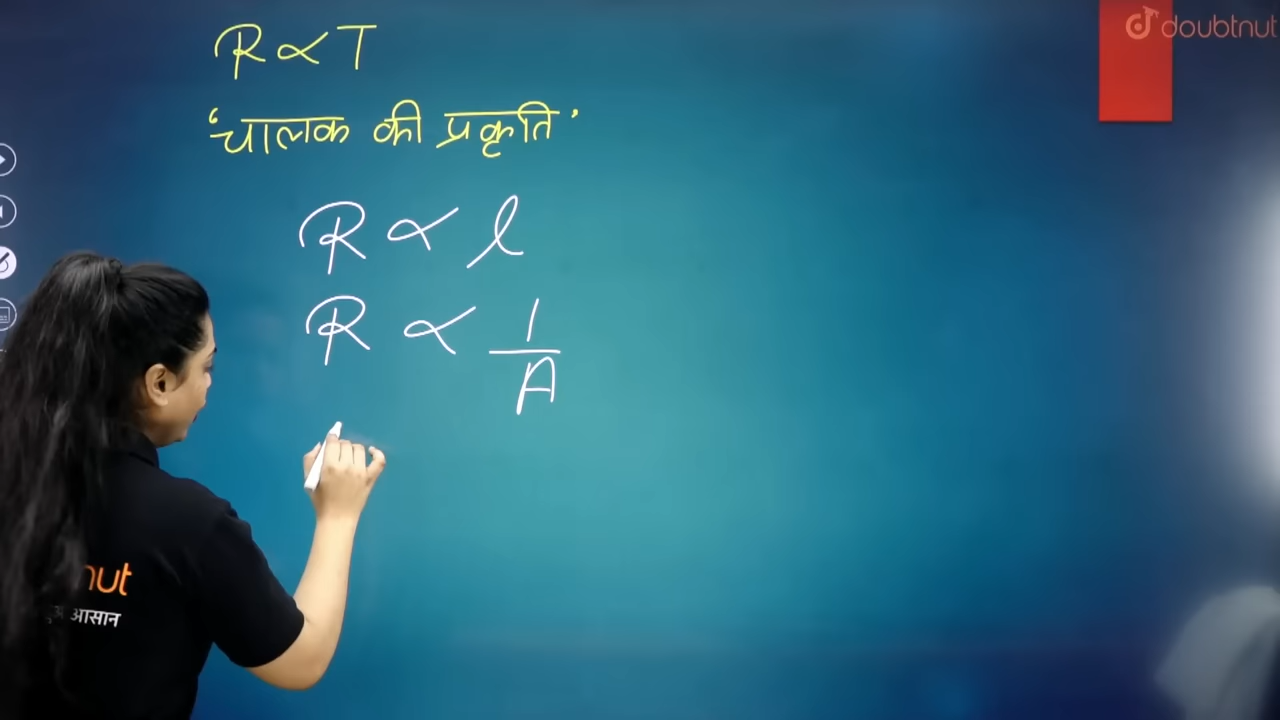 doubtnut
R ∝ T
'चालक की प्रकृति'
R ∝ l
R ∝ 1/A
nut
आसान